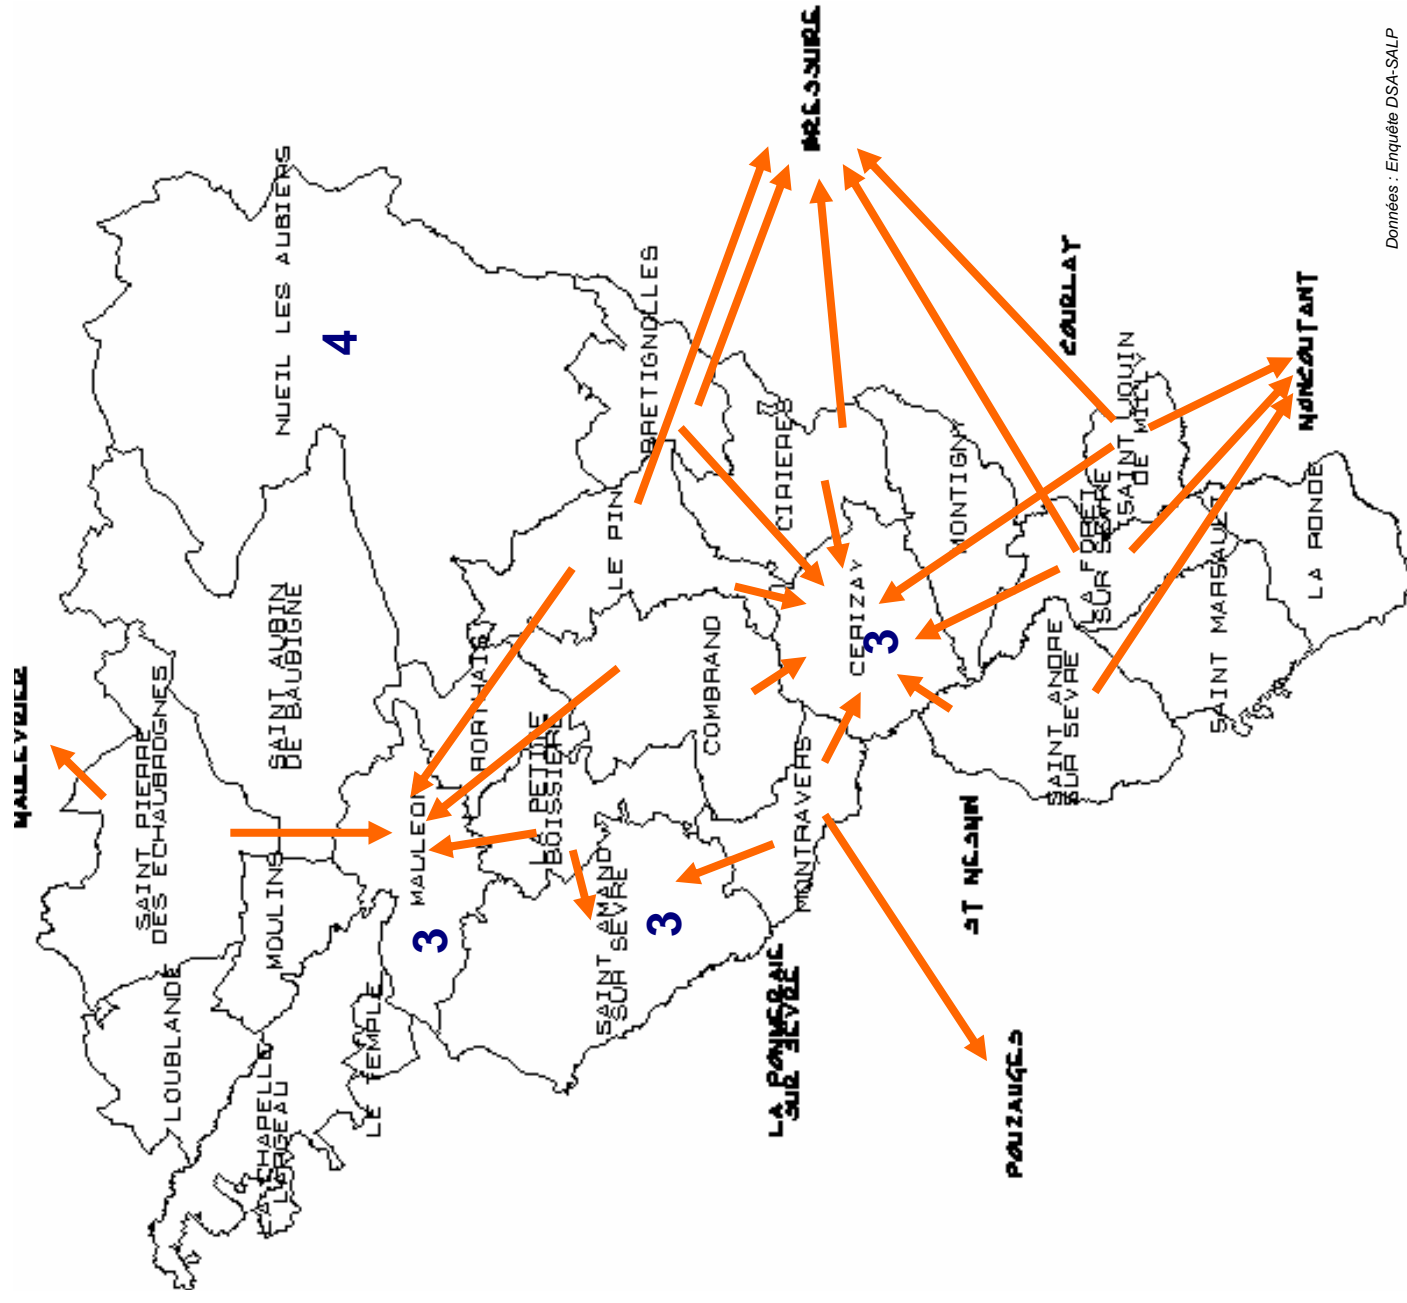 MAULEVRIER
SAINT PIERRE
DES ECHAUBROGNES
LOUBLANDE
SAINT AUBIN
DE BAUBIGNE
NUEIL LES AUBIERS
4
MOULINS
LA CHAPELLE
LARGEAU
LE TEMPLE
MAULEON
3
RORTHAIS
LA PETITE
BOISSIERE
SAINT AMAND
SUR SEVRE
3
LE PIN
BRETIGNOLLES
COMBRAND
CIRIERES
BRESSUIRE
MONTRAVERS
CERIZAY
3
MONTIGNY
LA POMMERAIE
SUR SEVRE
ST MESMIN
POUZAUGES
COURLAY
SAINT JOUIN
DE MILLY
LA FORET
SUR SEVRE
SAINT ANDRE
SUR SEVRE
SAINT MARSAULT
LA RONDE
MONCOUTANT
Données : Enquête DSA-SALP